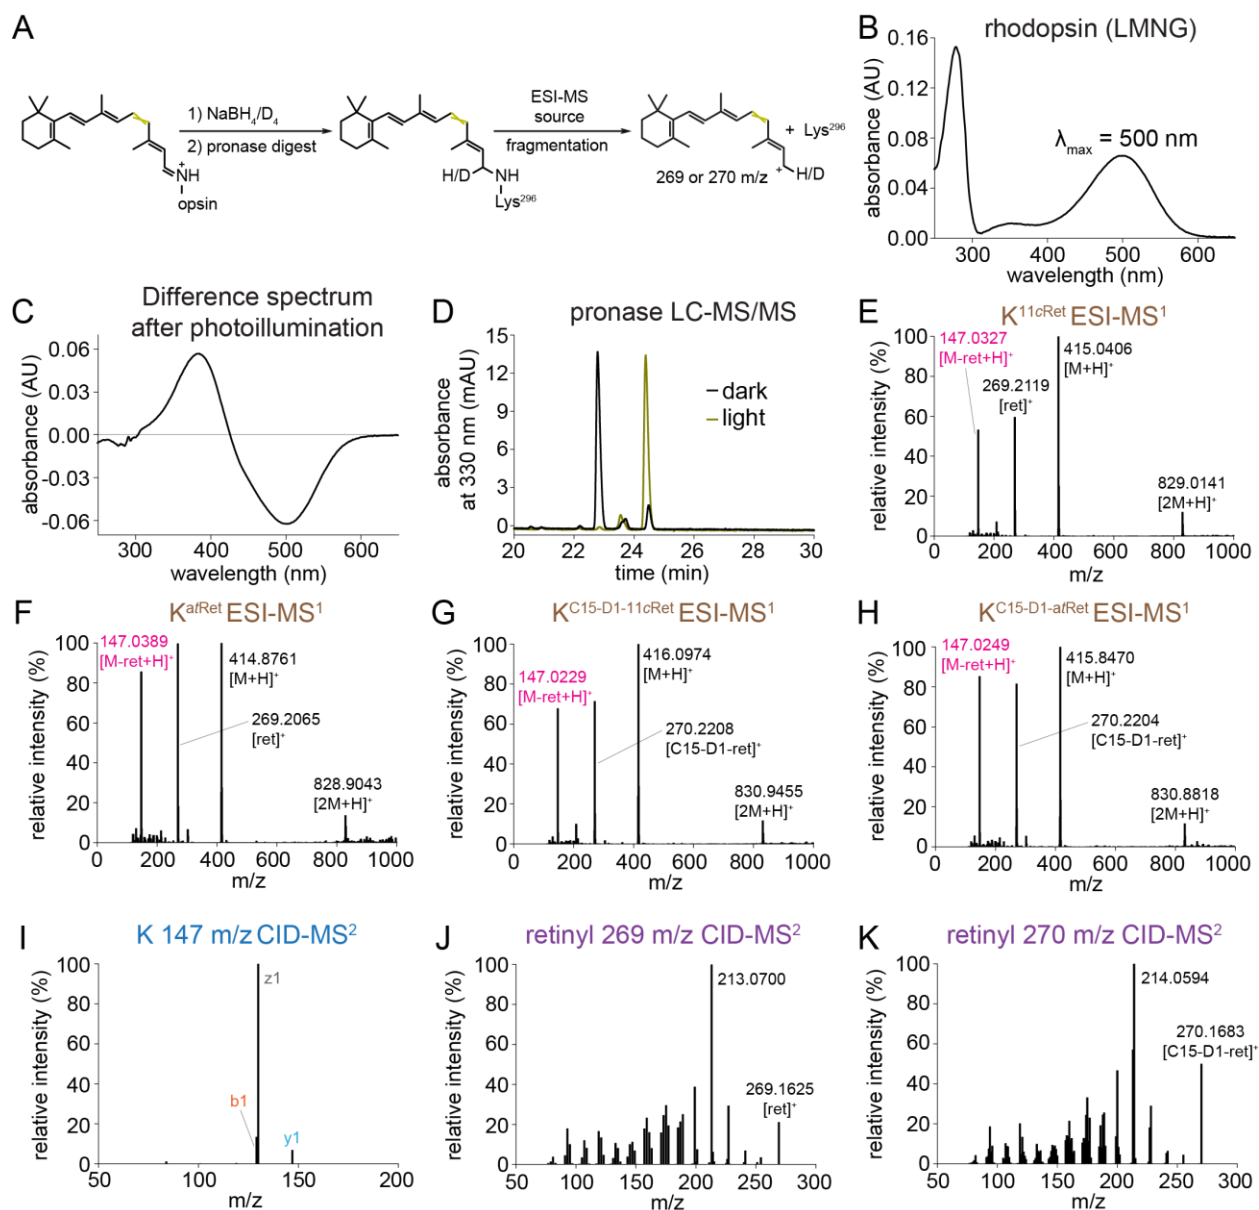 A
1) NaBH₄/D₄
2) pronase digest
ESI-MS
source
fragmentation
+ Lys²⁹⁶
+
NH
opsin
H/D
NH
Lys²⁹⁶
+
H/D
269 or 270 m/z
B
rhodopsin (LMNG)
absorbance (AU)
0.16
0.12
0.08
0.04
0.00
λmax = 500 nm
300
400
500
600
wavelength (nm)
C
Difference spectrum
after photoillumination
absorbance (AU)
0.06
0.03
0.00
-0.03
-0.06
300
400
500
600
wavelength (nm)
D
pronase LC-MS/MS
absorbance
at 330 nm (mAU)
15
12
9
6
3
0
dark
light
20
22
24
26
28
30
time (min)
E
K¹¹ᶜᴿᵉᵗ ESI-MS¹
relative intensity (%)
100
80
60
40
20
0
147.0327
[M-ret+H]⁺
269.2119
[ret]⁺
415.0406
[M+H]⁺
829.0141
[2M+H]⁺
0
200
400
600
800
1000
m/z
F
Kᵃᵗᴿᵉᵗ ESI-MS¹
relative intensity (%)
100
80
60
40
20
0
147.0389
[M-ret+H]⁺
414.8761
[M+H]⁺
269.2065
[ret]⁺
828.9043
[2M+H]⁺
0
200
400
600
800
1000
m/z
G
K^C15-D1-11cRet ESI-MS¹
relative intensity (%)
100
80
60
40
20
0
147.0229
[M-ret+H]⁺
416.0974
[M+H]⁺
270.2208
[C15-D1-ret]⁺
830.9455
[2M+H]⁺
0
200
400
600
800
1000
m/z
H
K^C15-D1-atRet ESI-MS¹
relative intensity (%)
100
80
60
40
20
0
147.0249
[M-ret+H]⁺
415.8470
[M+H]⁺
270.2204
[C15-D1-ret]⁺
830.8818
[2M+H]⁺
0
200
400
600
800
1000
m/z
I
K 147 m/z CID-MS²
relative intensity (%)
100
80
60
40
20
0
z1
b1
y1
50
100
150
200
m/z
J
retinyl 269 m/z CID-MS²
relative intensity (%)
100
80
60
40
20
0
213.0700
269.1625
[ret]⁺
50
100
150
200
250
300
m/z
K
retinyl 270 m/z CID-MS²
relative intensity (%)
100
80
60
40
20
0
214.0594
270.1683
[C15-D1-ret]⁺
50
100
150
200
250
300
m/z